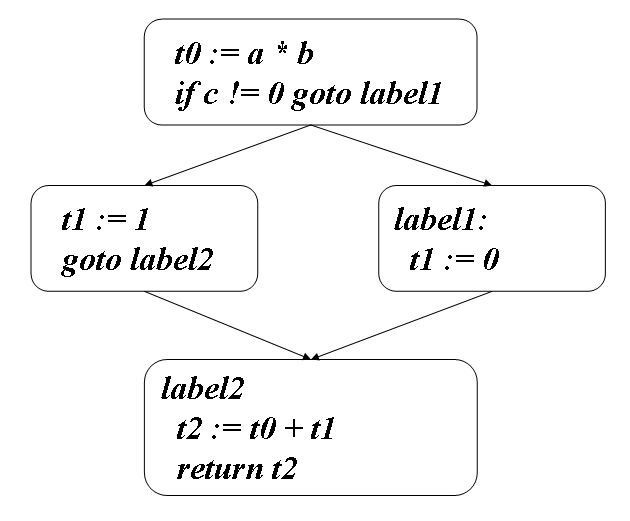 t0 := a * b
if c != 0 goto label1
t1 := 1
goto label2
label1:
t1 := 0
label2
t2 := t0 + t1
return t2